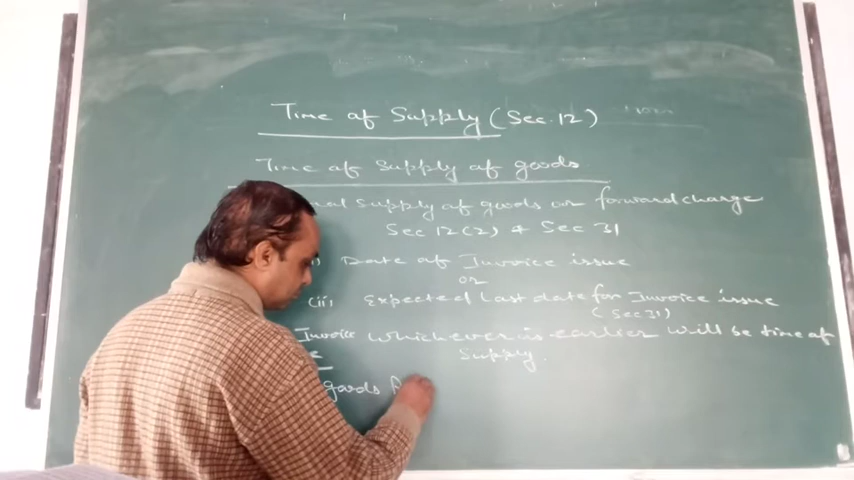 Time of Supply (Sec. 12)
Time of Supply of goods
Supply of goods or forward charge
Sec 12(2) & Sec 31
Date of Invoice issue
or
(ii) Expected last date for Invoice issue
(Sec 31)
Invoice whichever is earlier will be time of
Supply.
goods